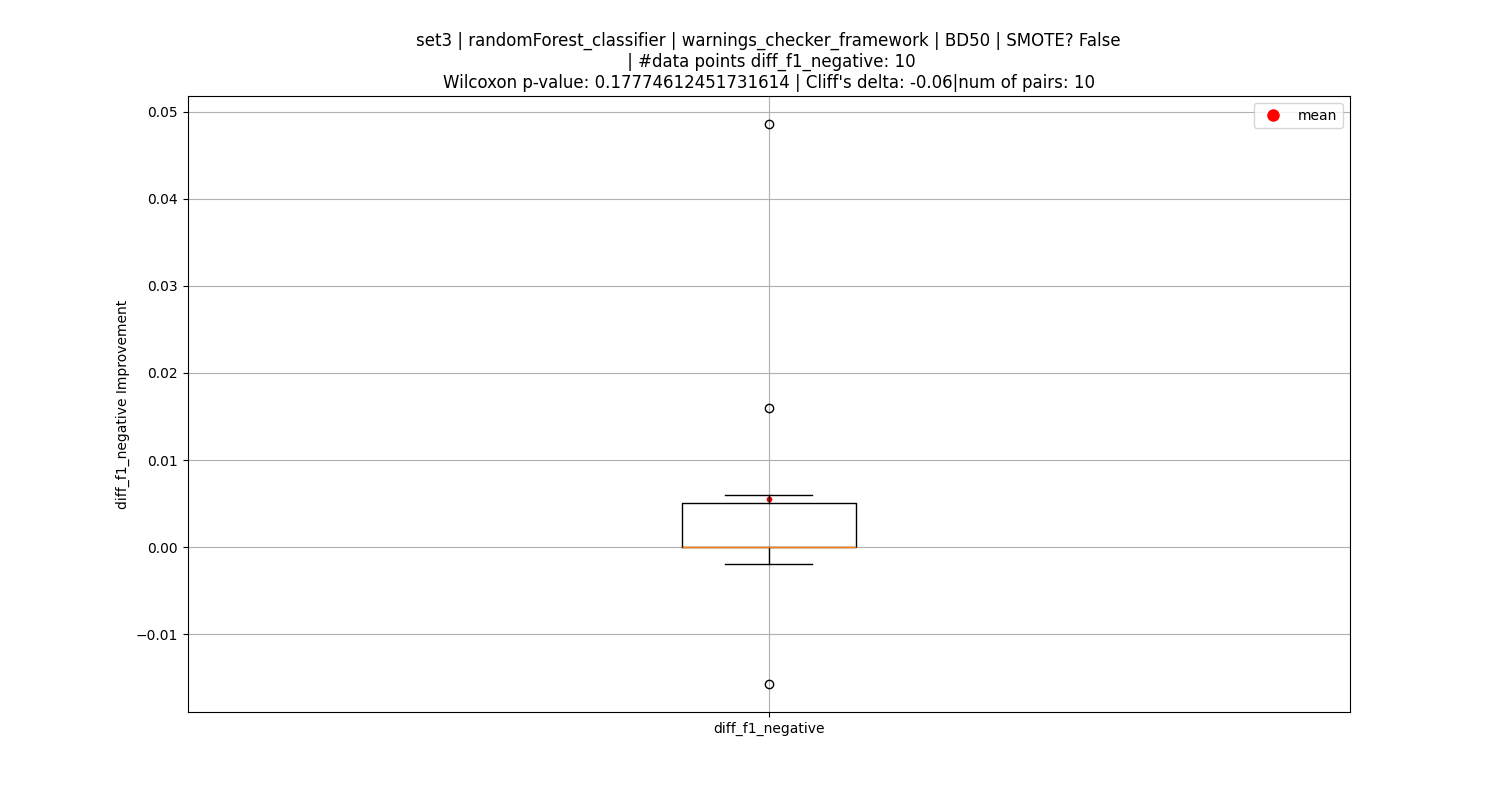 set3 | randomForest_classifier | warnings_checker_framework | BD50 | SMOTE? False
| #data points diff_f1_negative: 10
Wilcoxon p-value: 0.17774612451731614 | Cliff's delta: -0.06|num of pairs: 10
mean
0.05
0.04
0.03
0.02
0.01
0.00
−0.01
diff_f1_negative Improvement
diff_f1_negative